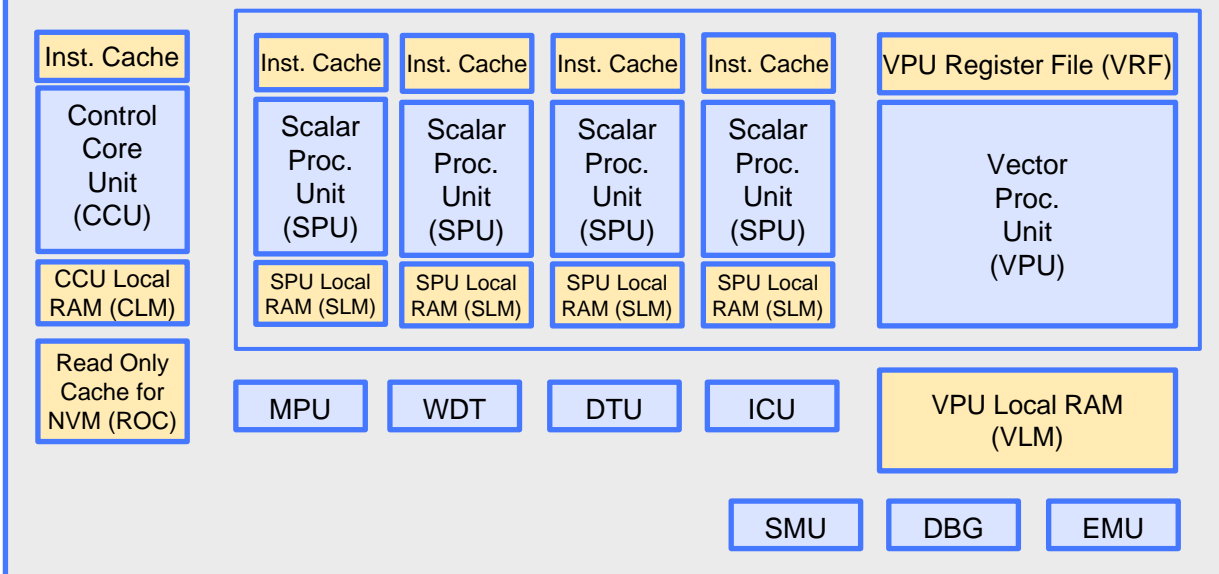 Inst. Cache
Control
Core
Unit
(CCU)
CCU Local
RAM (CLM)
Read Only
Cache for
NVM (ROC)
Inst. Cache
Scalar
Proc.
Unit
(SPU)
SPU Local
RAM (SLM)
Inst. Cache
Scalar
Proc.
Unit
(SPU)
SPU Local
RAM (SLM)
Inst. Cache
Scalar
Proc.
Unit
(SPU)
SPU Local
RAM (SLM)
Inst. Cache
Scalar
Proc.
Unit
(SPU)
SPU Local
RAM (SLM)
VPU Register File (VRF)
Vector
Proc.
Unit
(VPU)
MPU
WDT
DTU
ICU
VPU Local RAM
(VLM)
SMU
DBG
EMU